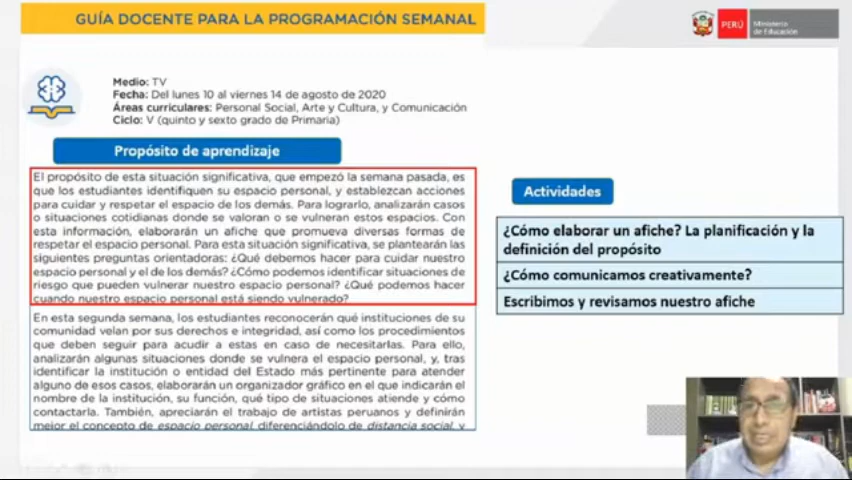 GUÍA DOCENTE PARA LA PROGRAMACIÓN SEMANAL
PERÚ
Ministerio
de Educación
Medio: TV
Fecha: Del lunes 10 al viernes 14 de agosto de 2020
Áreas curriculares: Personal Social, Arte y Cultura, y Comunicación
Ciclo: V (quinto y sexto grado de Primaria)
Propósito de aprendizaje
El propósito de esta situación significativa, que empezó la semana pasada, es
que los estudiantes identifiquen su espacio personal, y establezcan acciones
para cuidar y respetar el espacio de los demás. Para lograrlo, analizarán casos
o situaciones cotidianas donde se valoran o se vulneran estos espacios. Con
esta información, elaborarán un afiche que promueva diversas formas de
respetar el espacio personal. Para esta situación significativa, se plantearán las
siguientes preguntas orientadoras: ¿Qué debemos hacer para cuidar nuestro
espacio personal y el de los demás? ¿Cómo podemos identificar situaciones de
riesgo que pueden vulnerar nuestro espacio personal? ¿Qué podemos hacer
cuando nuestro espacio personal está siendo vulnerado?
En esta segunda semana, los estudiantes reconocerán qué instituciones de su
comunidad velan por sus derechos e integridad, así como los procedimientos
que deben seguir para acudir a estas en caso de necesitarlas. Para ello,
analizarán algunas situaciones donde se vulnera el espacio personal, y, tras
identificar la institución o entidad del Estado más pertinente para atender
alguno de esos casos, elaborarán un organizador gráfico en el que indicarán el
nombre de la institución, su función, qué tipo de situaciones atiende y cómo
contactarla. También, apreciarán el trabajo de artistas peruanos y definirán
mejor el concepto de espacio personal, diferenciándolo de distancia social, y
Actividades
¿Cómo elaborar un afiche? La planificación y la
definición del propósito
¿Cómo comunicamos creativamente?
Escribimos y revisamos nuestro afiche